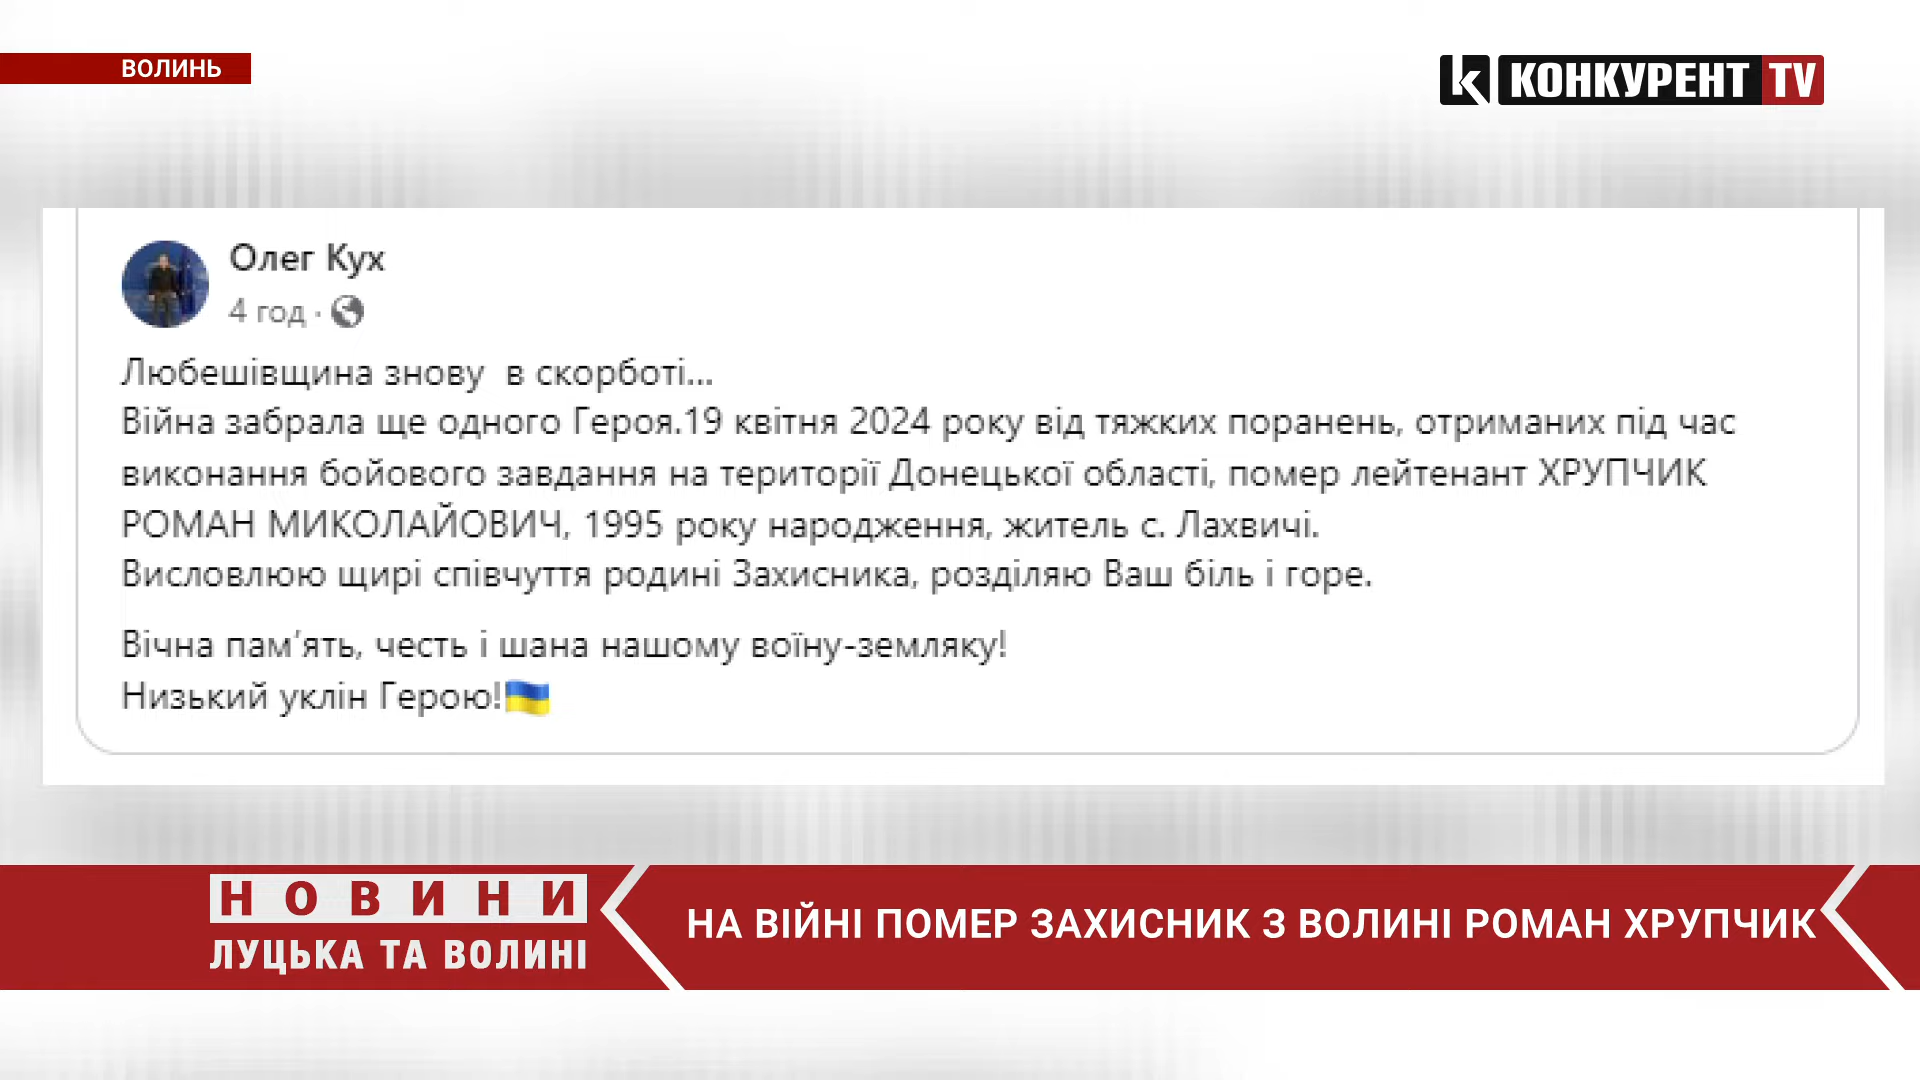 ВОЛИНЬ
КОНКУРЕНТ TV
Олег Кух
4 год ·
Любешівщина знову в скорботі...
Війна забрала ще одного Героя.19 квітня 2024 року від тяжких поранень, отриманих під час
виконання бойового завдання на території Донецької області, помер лейтенант ХРУПЧИК
РОМАН МИКОЛАЙОВИЧ, 1995 року народження, житель с. Лахвичі.
Висловлюю щирі співчуття родині Захисника, розділяю Ваш біль і горе.
Вічна пам’ять, честь і шана нашому воїну-земляку!
Низький уклін Герою!🇺🇦
НОВИНИ
ЛУЦЬКА ТА ВОЛИНІ
НА ВІЙНІ ПОМЕР ЗАХИСНИК З ВОЛИНІ РОМАН ХРУПЧИК